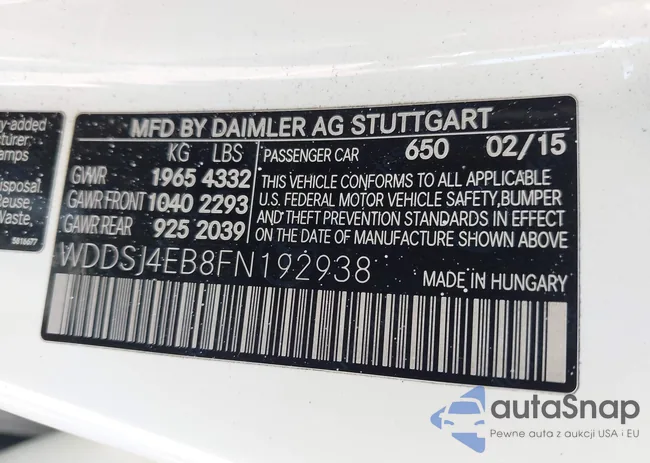 y-added
turer.
amps
isposal.
Reuse,
Waste.
5816677
MFD BY DAIMLER AG STUTTGART
KG LBS
GVWR 1965 4332
GAWR FRONT 1040 2293
GAWR REAR 925 2039
PASSENGER CAR 650 02/15
THIS VEHICLE CONFORMS TO ALL APPLICABLE
U.S. FEDERAL MOTOR VEHICLE SAFETY, BUMPER
AND THEFT PREVENTION STANDARDS IN EFFECT
ON THE DATE OF MANUFACTURE SHOWN ABOVE
WDDSJ4EB8FN192938
MADE IN HUNGARY
autaSnap
Pewne auta z aukcji USA i EU